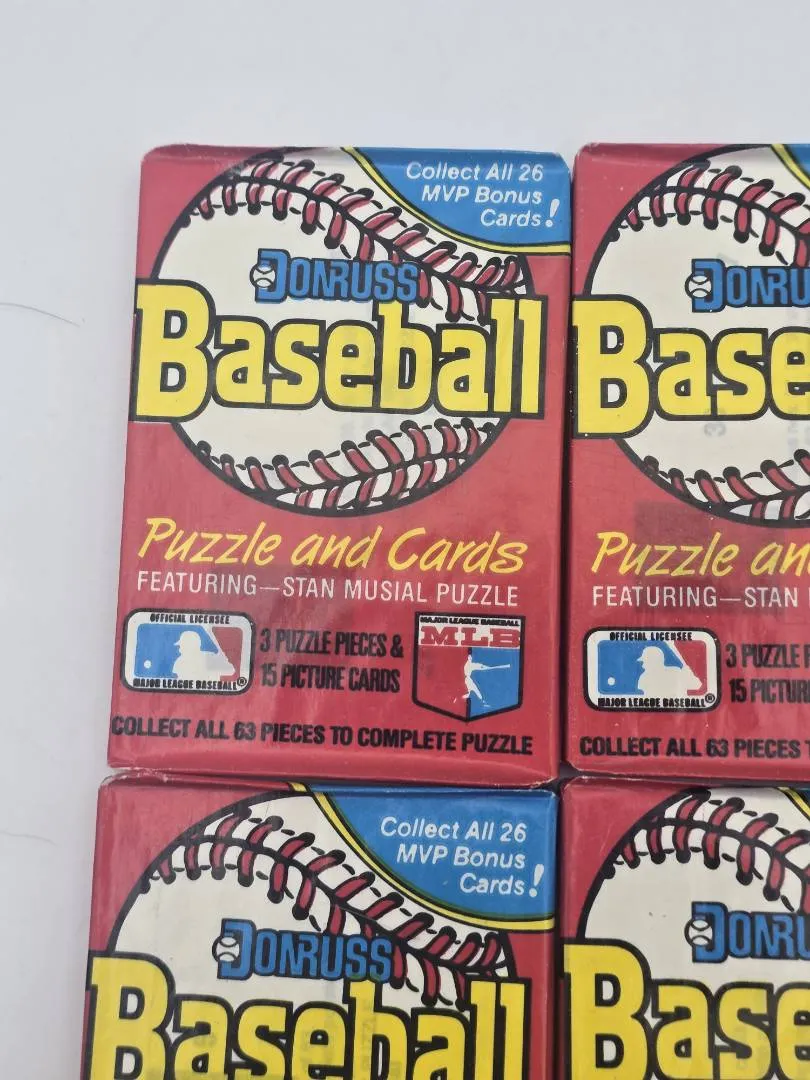 Collect All 26
MVP Bonus
Cards!
DONRUSS
Baseball
Puzzle and Cards
FEATURING—STAN MUSIAL PUZZLE
OFFICIAL LICENSEE
MAJOR LEAGUE BASEBALL®
3 PUZZLE PIECES &
15 PICTURE CARDS
MAJOR LEAGUE BASEBALL
MLB
COLLECT ALL 63 PIECES TO COMPLETE PUZZLE
DONRU
Base
Puzzle an
FEATURING—STAN
OFFICIAL LICENSEE
MAJOR LEAGUE BASEBALL®
3 PUZZLE
15 PICTUR
COLLECT ALL 63 PIECES
Collect All 26
MVP Bonus
Cards!
DONRUSS
Baseball
DONRU
Base